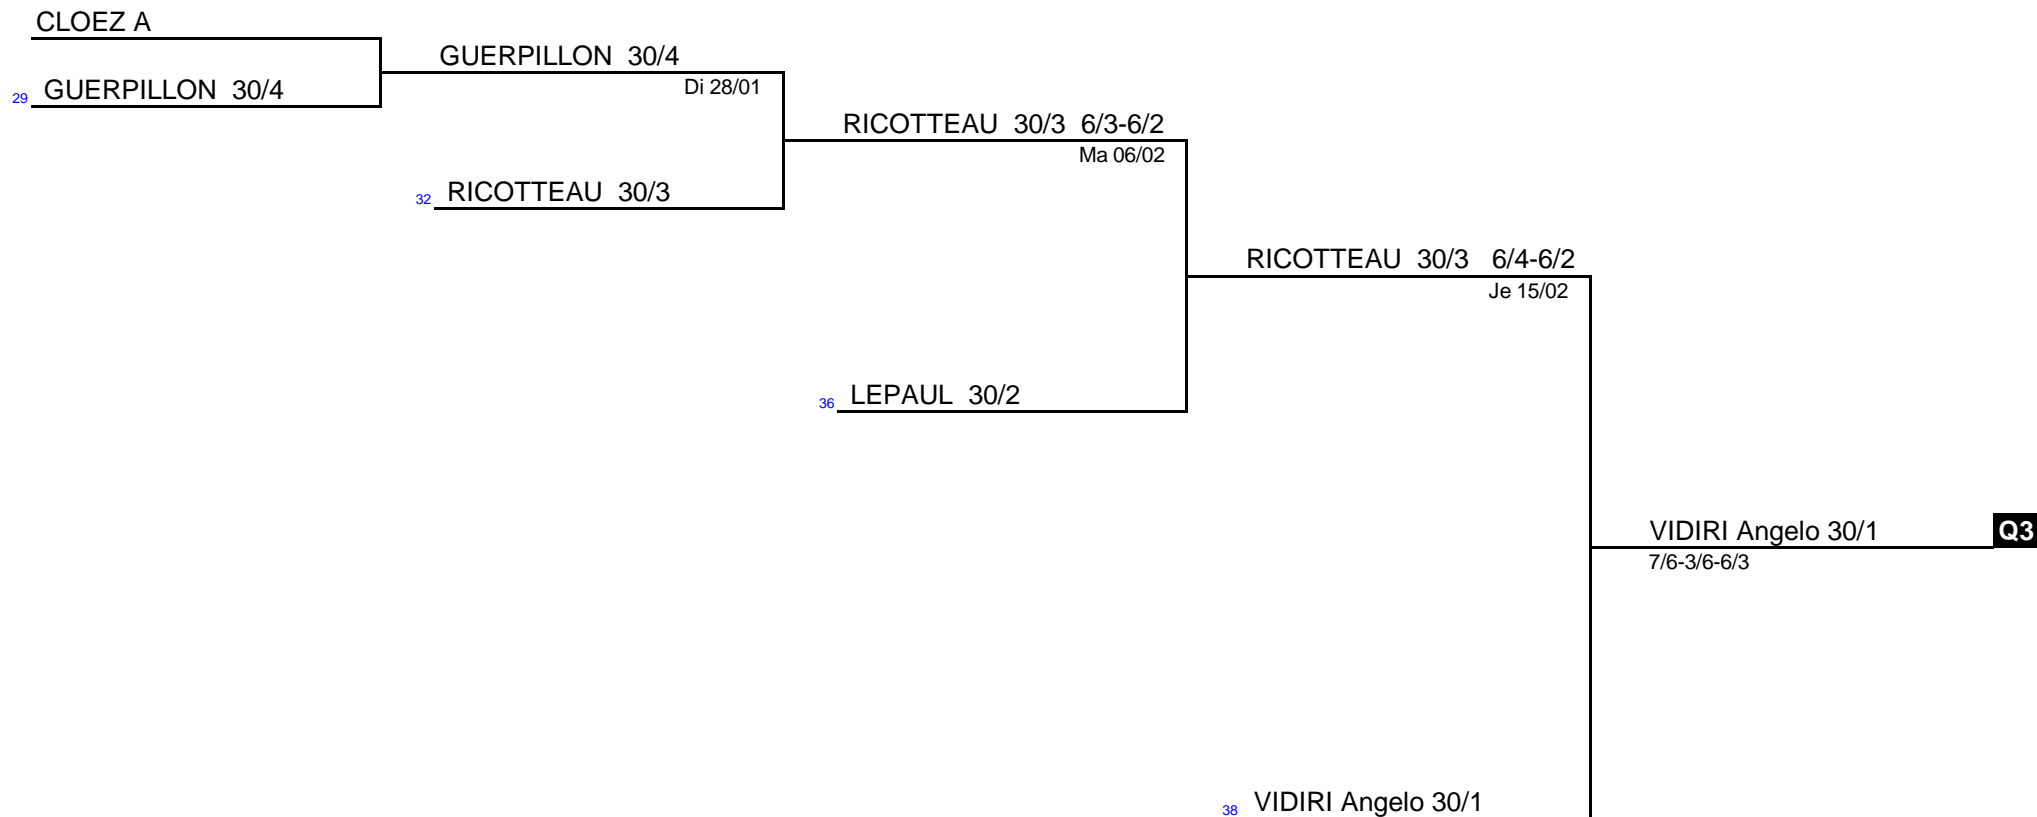 CLOEZ A
GUERPILLON 30/4
29 GUERPILLON 30/4
Di 28/01
RICOTTEAU 30/3 6/3-6/2
Ma 06/02
32 RICOTTEAU 30/3
RICOTTEAU 30/3 6/4-6/2
Je 15/02
36 LEPAUL 30/2
VIDIRI Angelo 30/1
Q3
7/6-3/6-6/3
38 VIDIRI Angelo 30/1